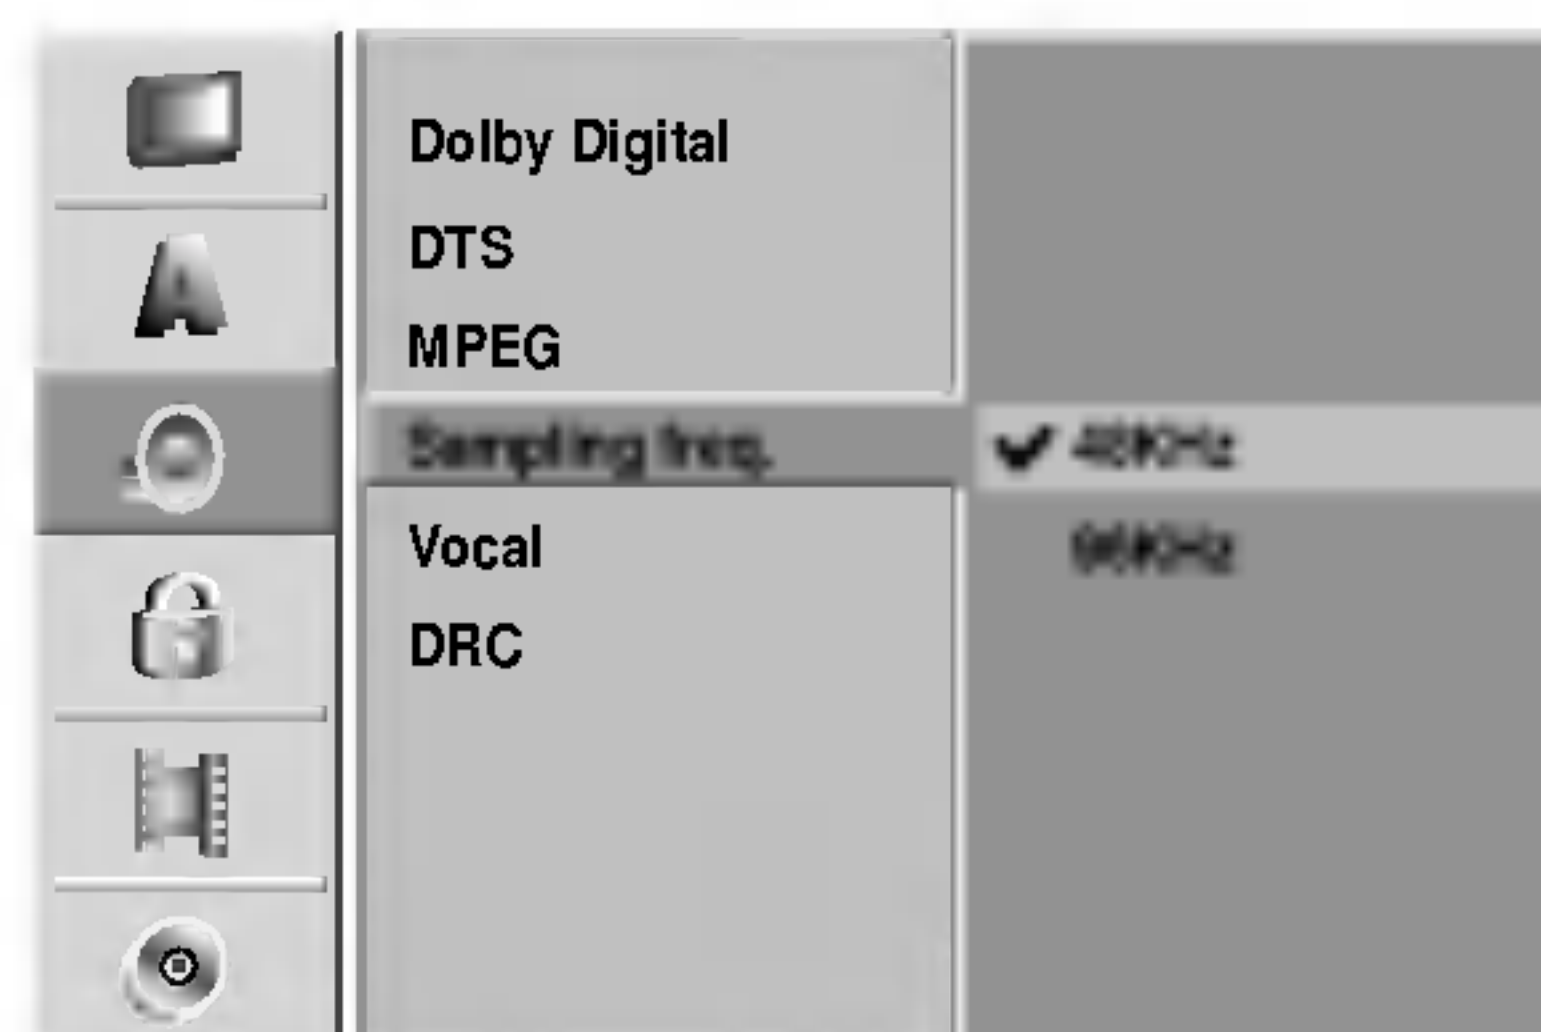 Dolby Digital
DTS
MPEG
Sampling freq.
48KHz
96KHz
Vocal
DRC